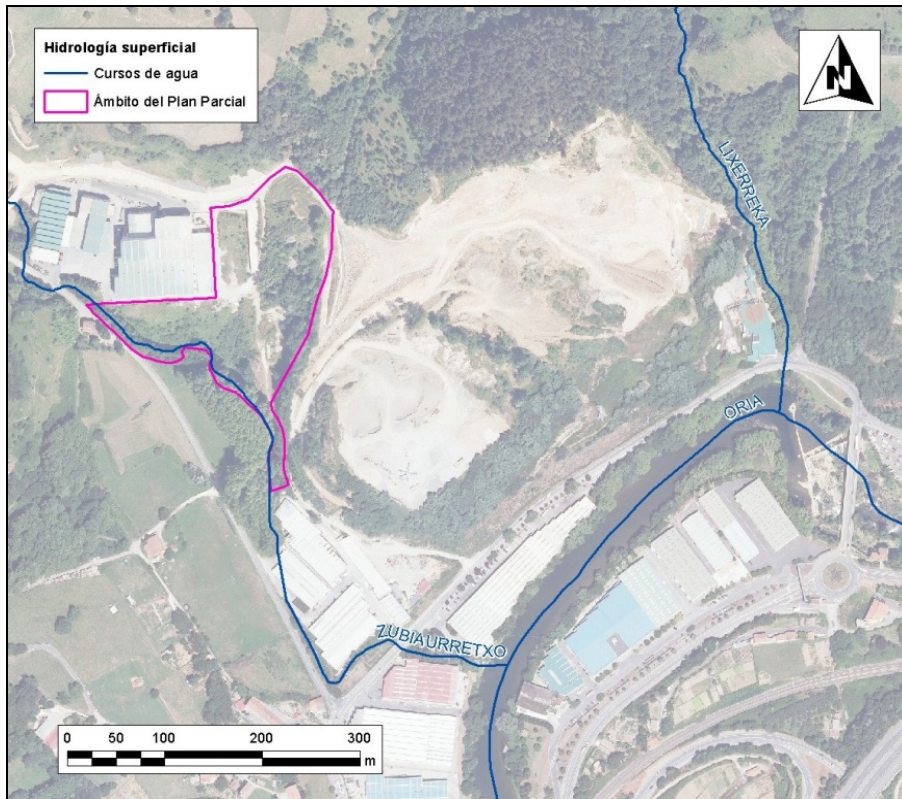 Hidrología superficial
Cursos de agua
Ámbito del Plan Parcial
N
LIXERREKA
ORIA
ZUBIAURRETXO
0 50 100 200 300
m